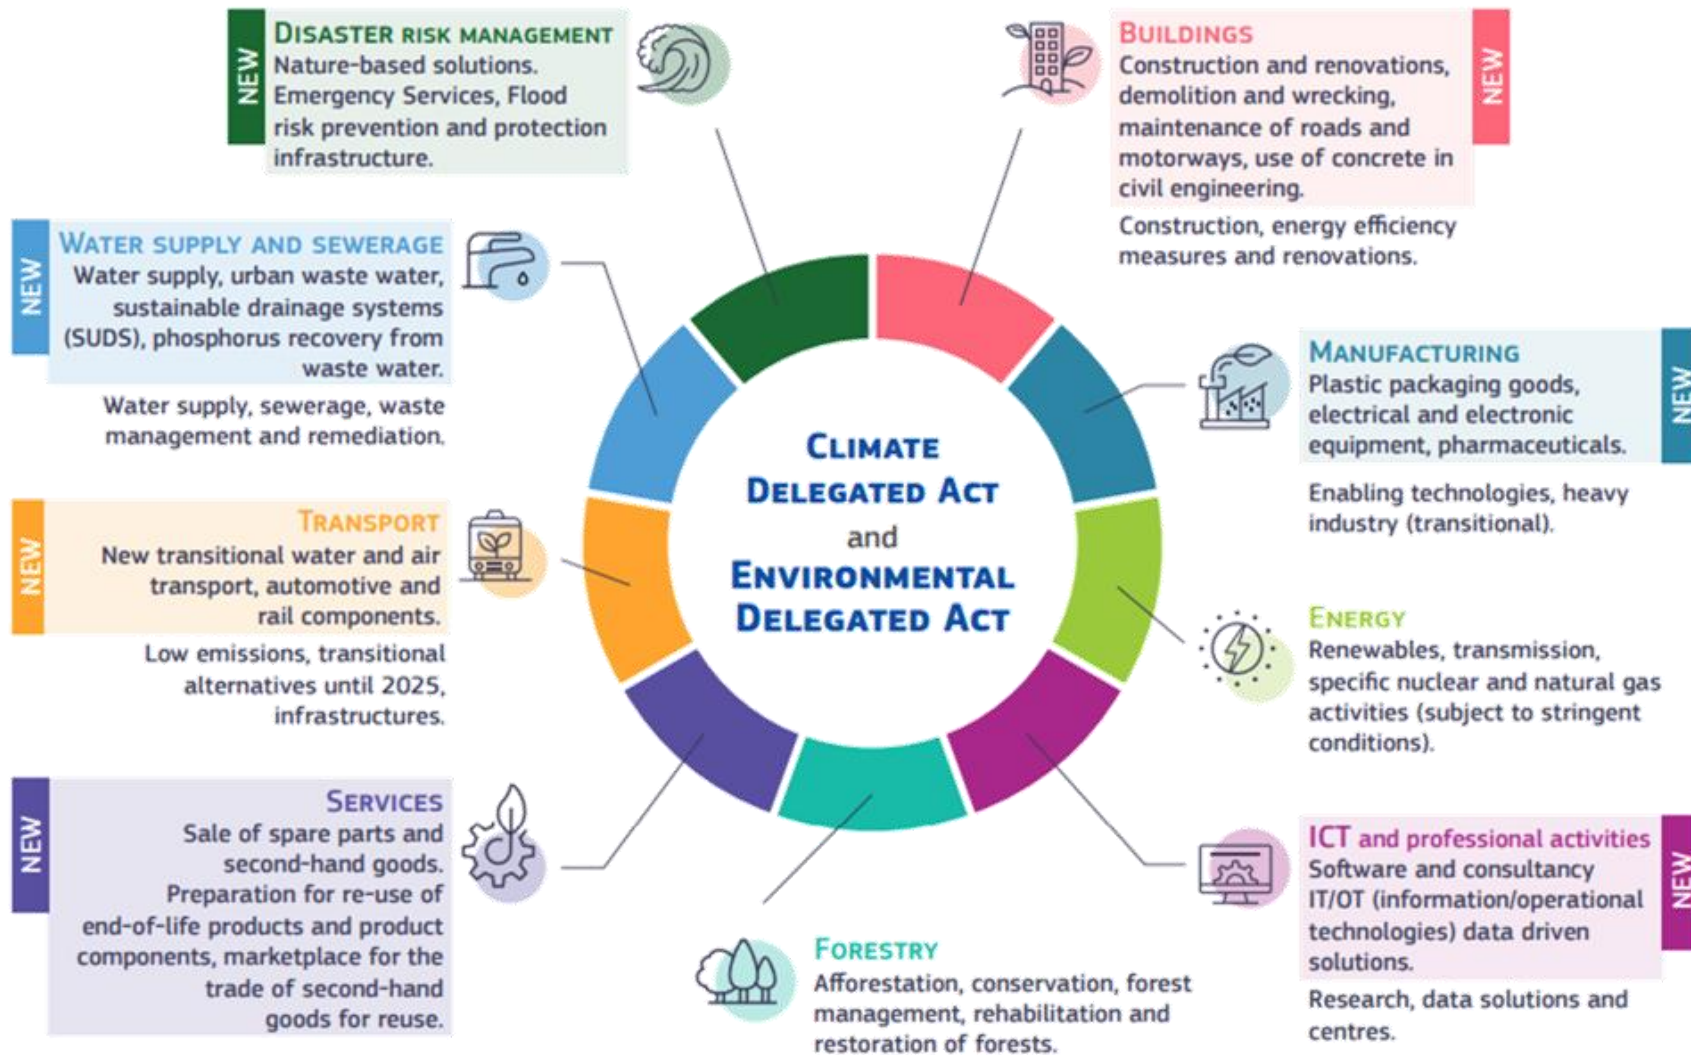 NEW
DISASTER RISK MANAGEMENT
Nature-based solutions.
Emergency Services, Flood
risk prevention and protection
infrastructure.
BUILDINGS
Construction and renovations,
demolition and wrecking,
maintenance of roads and
motorways, use of concrete in
civil engineering.
NEW
Construction, energy efficiency
measures and renovations.
NEW
WATER SUPPLY AND SEWERAGE
Water supply, urban waste water,
sustainable drainage systems
(SUDS), phosphorus recovery from
waste water.
Water supply, sewerage, waste
management and remediation.
MANUFACTURING
Plastic packaging goods,
electrical and electronic
equipment, pharmaceuticals.
NEW
Enabling technologies, heavy
industry (transitional).
CLIMATE
DELEGATED ACT
and
ENVIRONMENTAL
DELEGATED ACT
NEW
TRANSPORT
New transitional water and air
transport, automotive and
rail components.
Low emissions, transitional
alternatives until 2025,
infrastructures.
ENERGY
Renewables, transmission,
specific nuclear and natural gas
activities (subject to stringent
conditions).
NEW
SERVICES
Sale of spare parts and
second-hand goods.
Preparation for re-use of
end-of-life products and product
components, marketplace for the
trade of second-hand
goods for reuse.
FORESTRY
Afforestation, conservation, forest
management, rehabilitation and
restoration of forests.
ICT and professional activities
Software and consultancy
IT/OT (information/operational
technologies) data driven
solutions.
NEW
Research, data solutions and
centres.